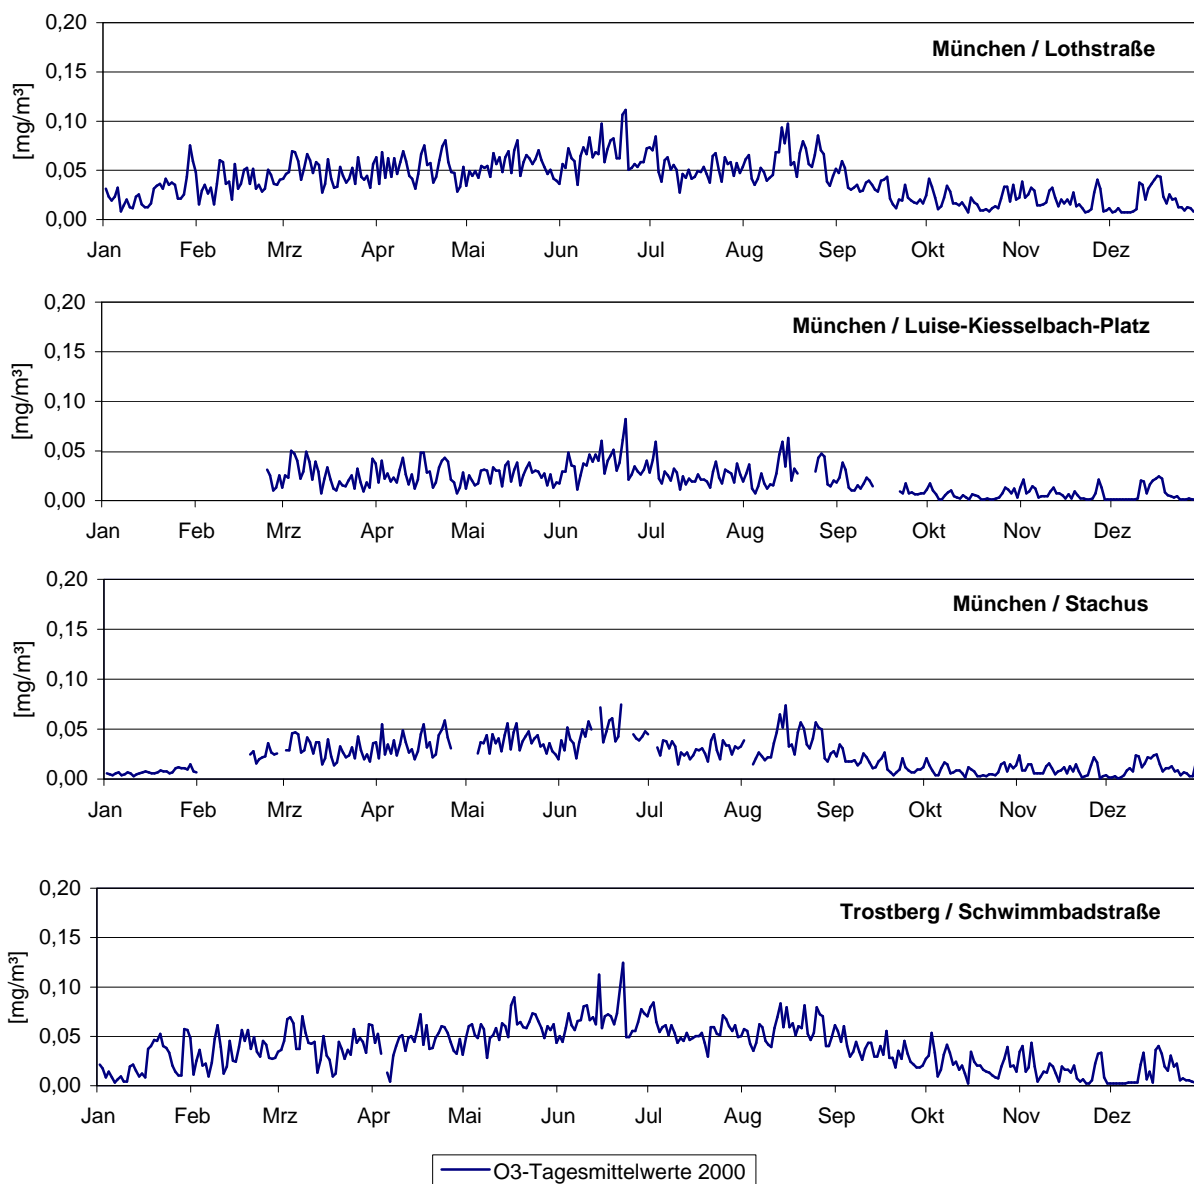 0,20
München / Lothstraße
0,15
0,10
0,05
0,00
[mg/m³]
Jan Feb Mrz Apr Mai Jun Jul Aug Sep Okt Nov Dez
0,20
München / Luise-Kiesselbach-Platz
0,15
0,10
0,05
0,00
[mg/m³]
Jan Feb Mrz Apr Mai Jun Jul Aug Sep Okt Nov Dez
0,20
München / Stachus
0,15
0,10
0,05
0,00
[mg/m³]
Jan Feb Mrz Apr Mai Jun Jul Aug Sep Okt Nov Dez
0,20
Trostberg / Schwimmbadstraße
0,15
0,10
0,05
0,00
[mg/m³]
Jan Feb Mrz Apr Mai Jun Jul Aug Sep Okt Nov Dez
O3-Tagesmittelwerte 2000